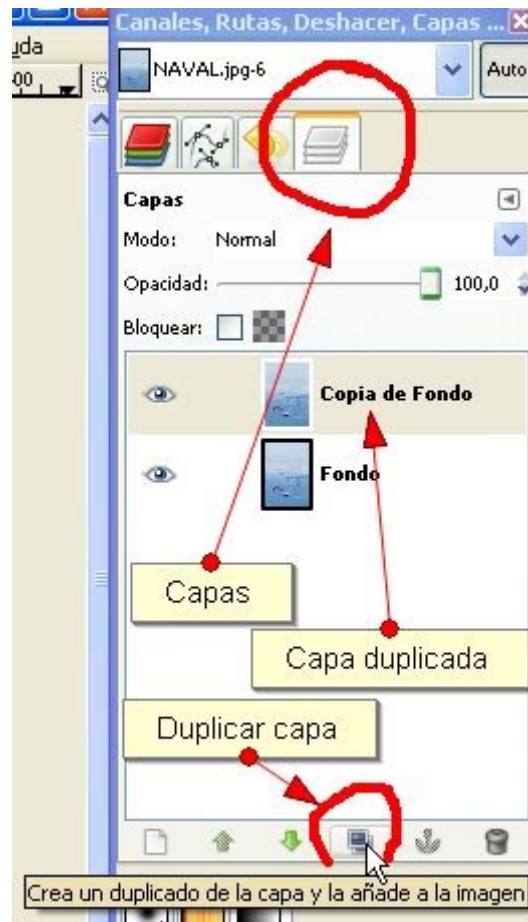 Canales, Rutas, Deshacer, Capas ...
uda
NAVAL.jpg-6
Auto
Capas
Modo: Normal
Opacidad: 100,0
Bloquear:
Copia de Fondo
Fondo
Capas
Capa duplicada
Duplicar capa
Crea un duplicado de la capa y la añade a la imagen